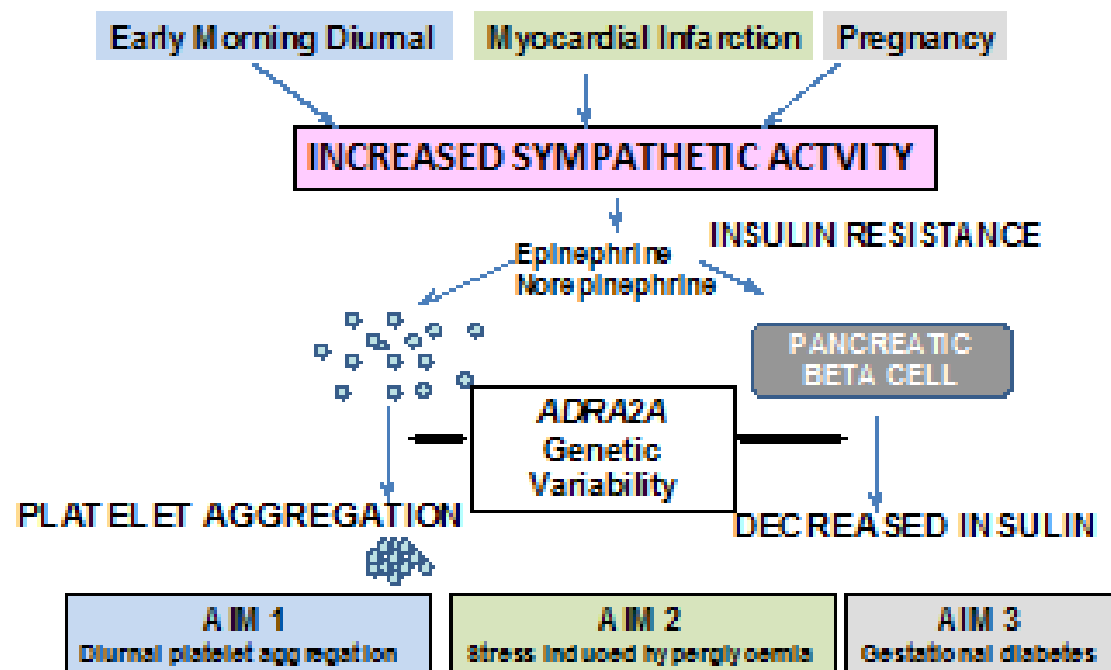 Early Morning Diurnal
Myocardial Infarction
Pregnancy
INCREASED SYMPATHETIC ACTVITY
INSULIN RESISTANCE
Epinephrine
Norepinephrine
PANCREATIC
BETA CELL
ADRA2A
Genetic
Variability
PLATELET AGGREGATION
DECREASED INSULIN
AIM 1
Diurnal platelet aggregation
AIM 2
Stress induced hyperglycemia
AIM 3
Gestational diabetes